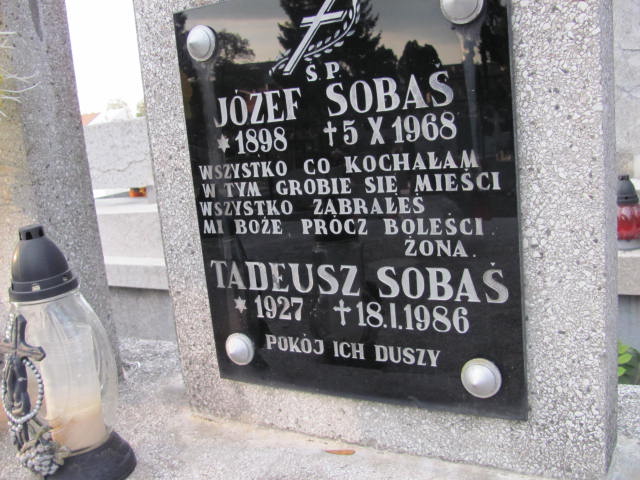 Ś.P.
JÓZEF SOBAŚ
*1898 †5 X 1968
WSZYSTKO CO KOCHAŁAM
W TYM GROBIE SIĘ MIEŚCI
WSZYSTKO ZABRAŁEŚ
MI BOŻE PRÓCZ BOLEŚCI.
ŻONA.
TADEUSZ SOBAŚ
*1927 †18.I.1986
POKÓJ ICH DUSZY